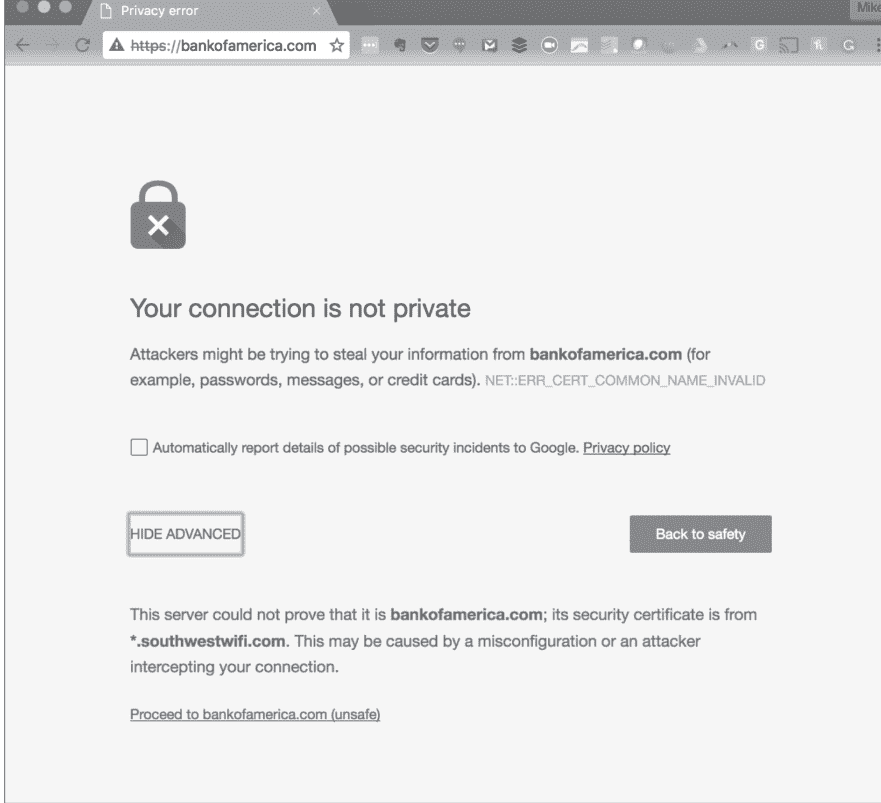 Privacy error
Mike
https://bankofamerica.com
Your connection is not private
Attackers might be trying to steal your information from bankofamerica.com (for
example, passwords, messages, or credit cards). NET::ERR_CERT_COMMON_NAME_INVALID
Automatically report details of possible security incidents to Google. Privacy policy
HIDE ADVANCED
Back to safety
This server could not prove that it is bankofamerica.com; its security certificate is from
*.southwestwifi.com. This may be caused by a misconfiguration or an attacker
intercepting your connection.
Proceed to bankofamerica.com (unsafe)